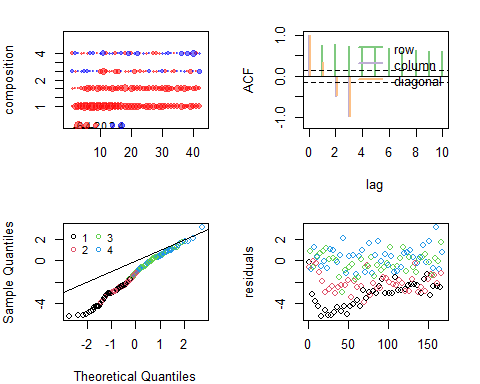 composition
4
2
1
10 20 30 40
ACF
1.0
0.0
-1.0
row
column
diagonal
0 2 4 6 8 10
lag
Sample Quantiles
2
0
-4
1 3
2 4
-2 -1 0 1 2
Theoretical Quantiles
residuals
2
0
-4
0 50 100 150